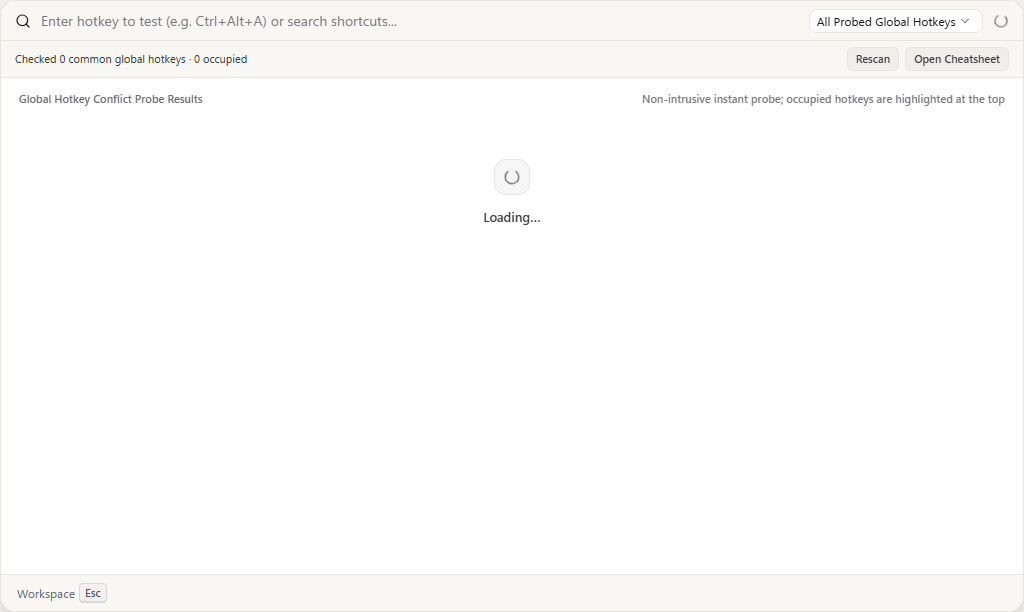 Enter hotkey to test (e.g. Ctrl+Alt+A) or search shortcuts...
All Probed Global Hotkeys
Checked 0 common global hotkeys · 0 occupied
Rescan
Open Cheatsheet
Global Hotkey Conflict Probe Results
Non-intrusive instant probe; occupied hotkeys are highlighted at the top
Loading...
Workspace Esc